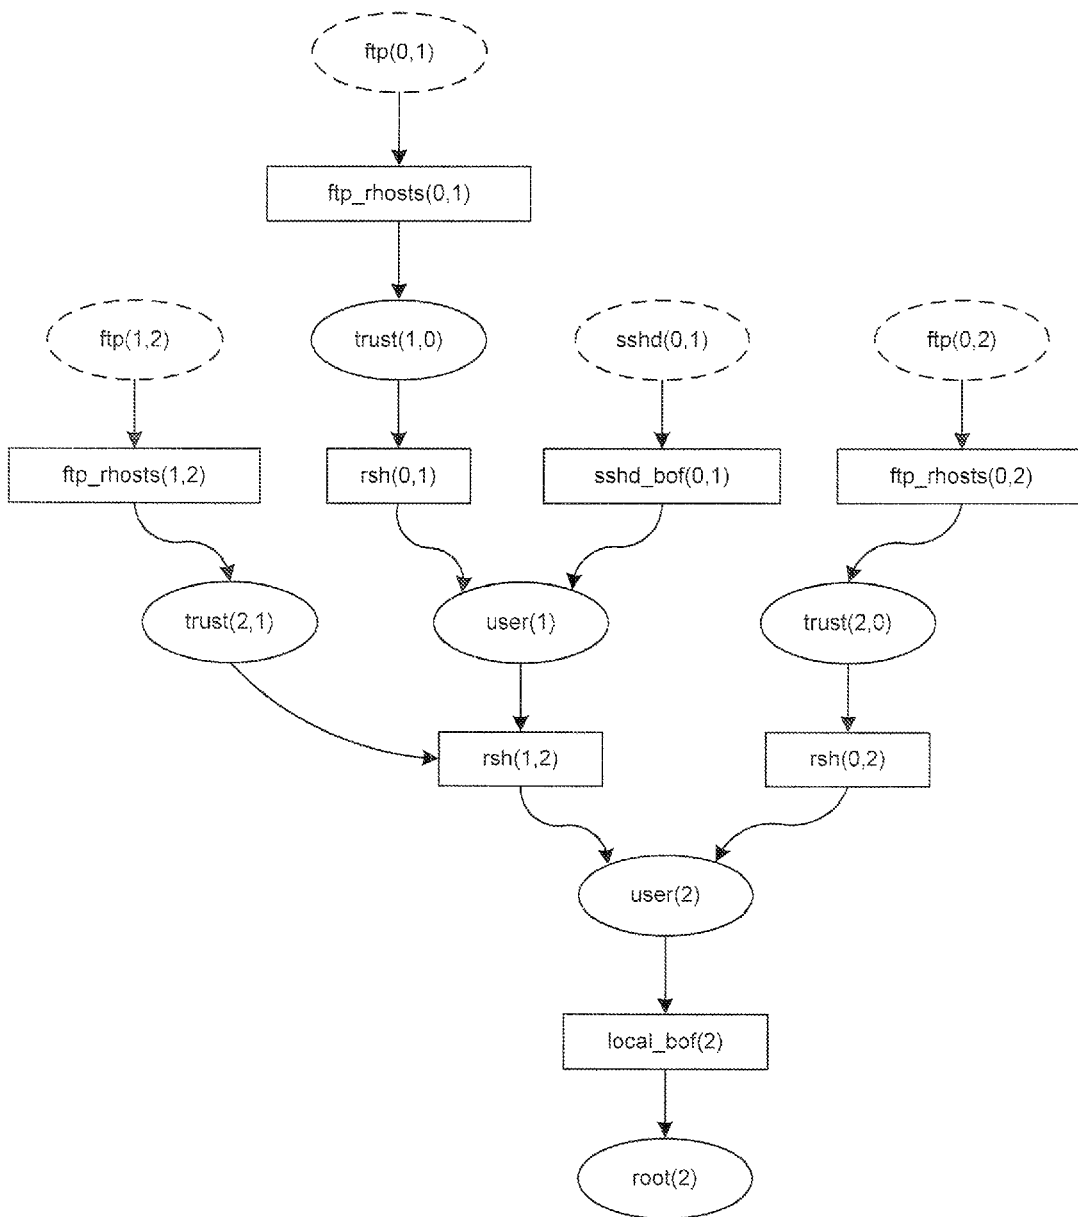 ftp(0,1)
ftp_rhosts(0,1)
ftp(1,2)
trust(1,0)
sshd(0,1)
ftp(0,2)
ftp_rhosts(1,2)
rsh(0,1)
sshd_bof(0,1)
ftp_rhosts(0,2)
trust(2,1)
user(1)
trust(2,0)
rsh(1,2)
rsh(0,2)
user(2)
local_bof(2)
root(2)